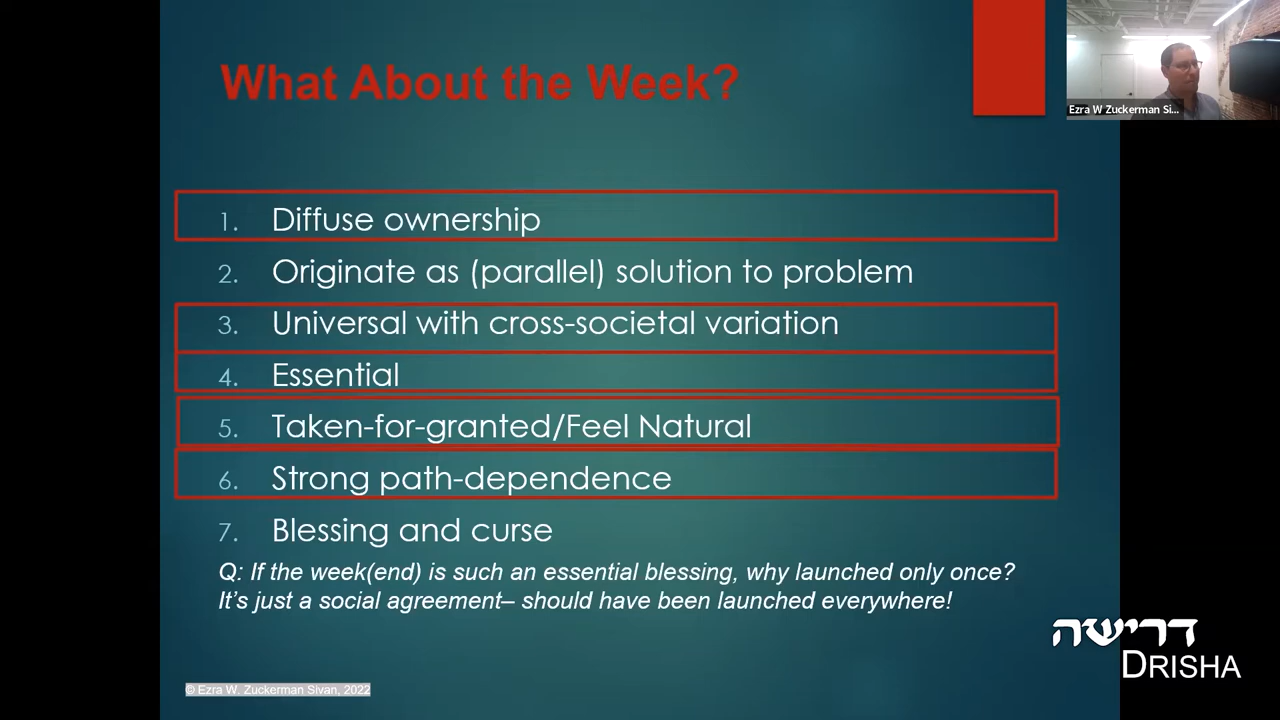 What About the Week?
Ezra W Zuckerman Si...
1. Diffuse ownership
2. Originate as (parallel) solution to problem
3. Universal with cross-societal variation
4. Essential
5. Taken-for-granted/Feel Natural
6. Strong path-dependence
7. Blessing and curse
Q: If the week(end) is such an essential blessing, why launched only once?
It's just a social agreement– should have been launched everywhere!
דרישה
DRISHA
© Ezra W. Zuckerman Sivan, 2022